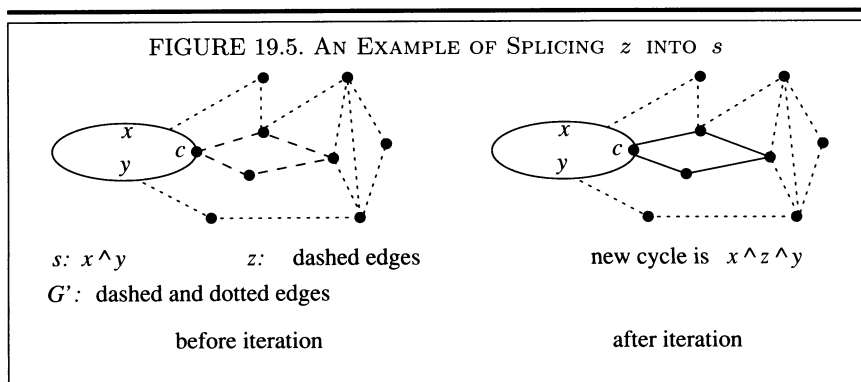 FIGURE 19.5. AN EXAMPLE OF SPLICING z INTO s
x
y
c
x
y
c
s: x ^ y
z: dashed edges
new cycle is x ^ z ^ y
G': dashed and dotted edges
before iteration
after iteration